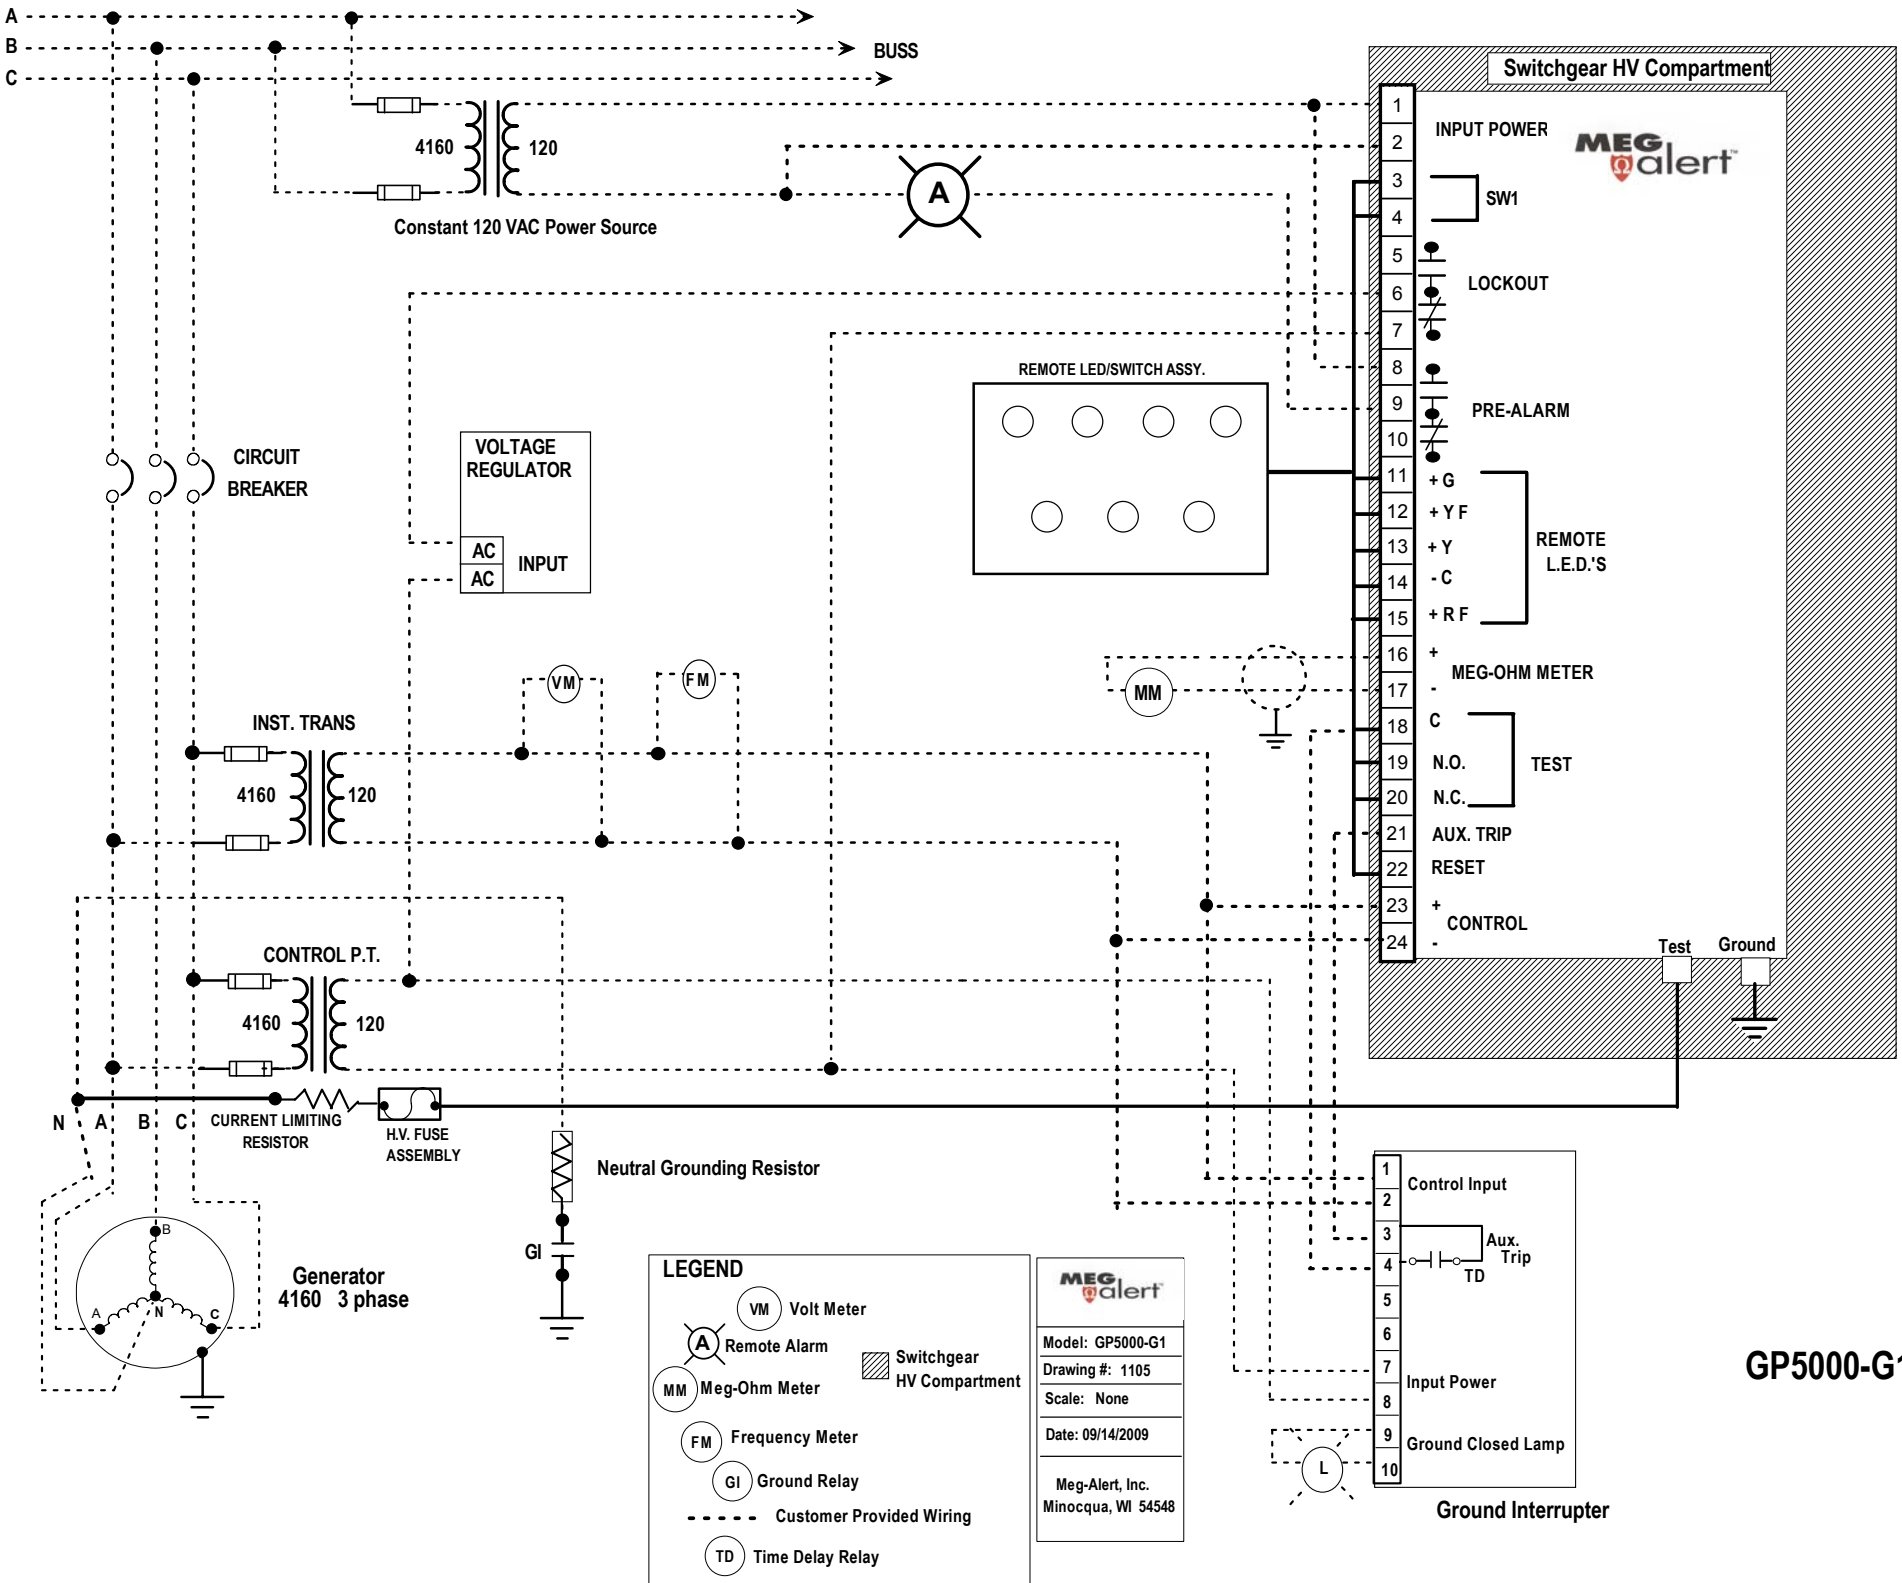 A
B
C
BUSS
4160
120
Constant 120 VAC Power Source
A
Switchgear HV Compartment
1
INPUT POWER
2
3
SW1
4
5
LOCKOUT
6
7
8
9
PRE-ALARM
10
11
+ G
12
+ Y F
13
+ Y
14
- C
15
+ R F
REMOTE
L.E.D.'S
16
+
MEG-OHM METER
17
-
18
C
19
N.O.
TEST
20
N.C.
21
AUX. TRIP
22
RESET
23
+
CONTROL
24
-
MEG
alert™
Test
Ground
REMOTE LED/SWITCH ASSY.
MM
CIRCUIT
BREAKER
VOLTAGE
REGULATOR
AC
AC
INPUT
VM
FM
INST. TRANS
4160
120
CONTROL P.T.
4160
120
N
A
B
C
CURRENT LIMITING
RESISTOR
H.V. FUSE
ASSEMBLY
Neutral Grounding Resistor
GI
B
A
N
C
Generator
4160 3 phase
LEGEND
VM Volt Meter
A Remote Alarm
MM Meg-Ohm Meter
Switchgear
HV Compartment
FM Frequency Meter
GI Ground Relay
Customer Provided Wiring
TD Time Delay Relay
MEG
alert™
Model: GP5000-G1
Drawing #: 1105
Scale: None
Date: 09/14/2009
Meg-Alert, Inc.
Minocqua, WI 54548
1
Control Input
2
3
Aux.
Trip
4
TD
5
6
7
Input Power
8
9
Ground Closed Lamp
10
L
Ground Interrupter
GP5000-G1